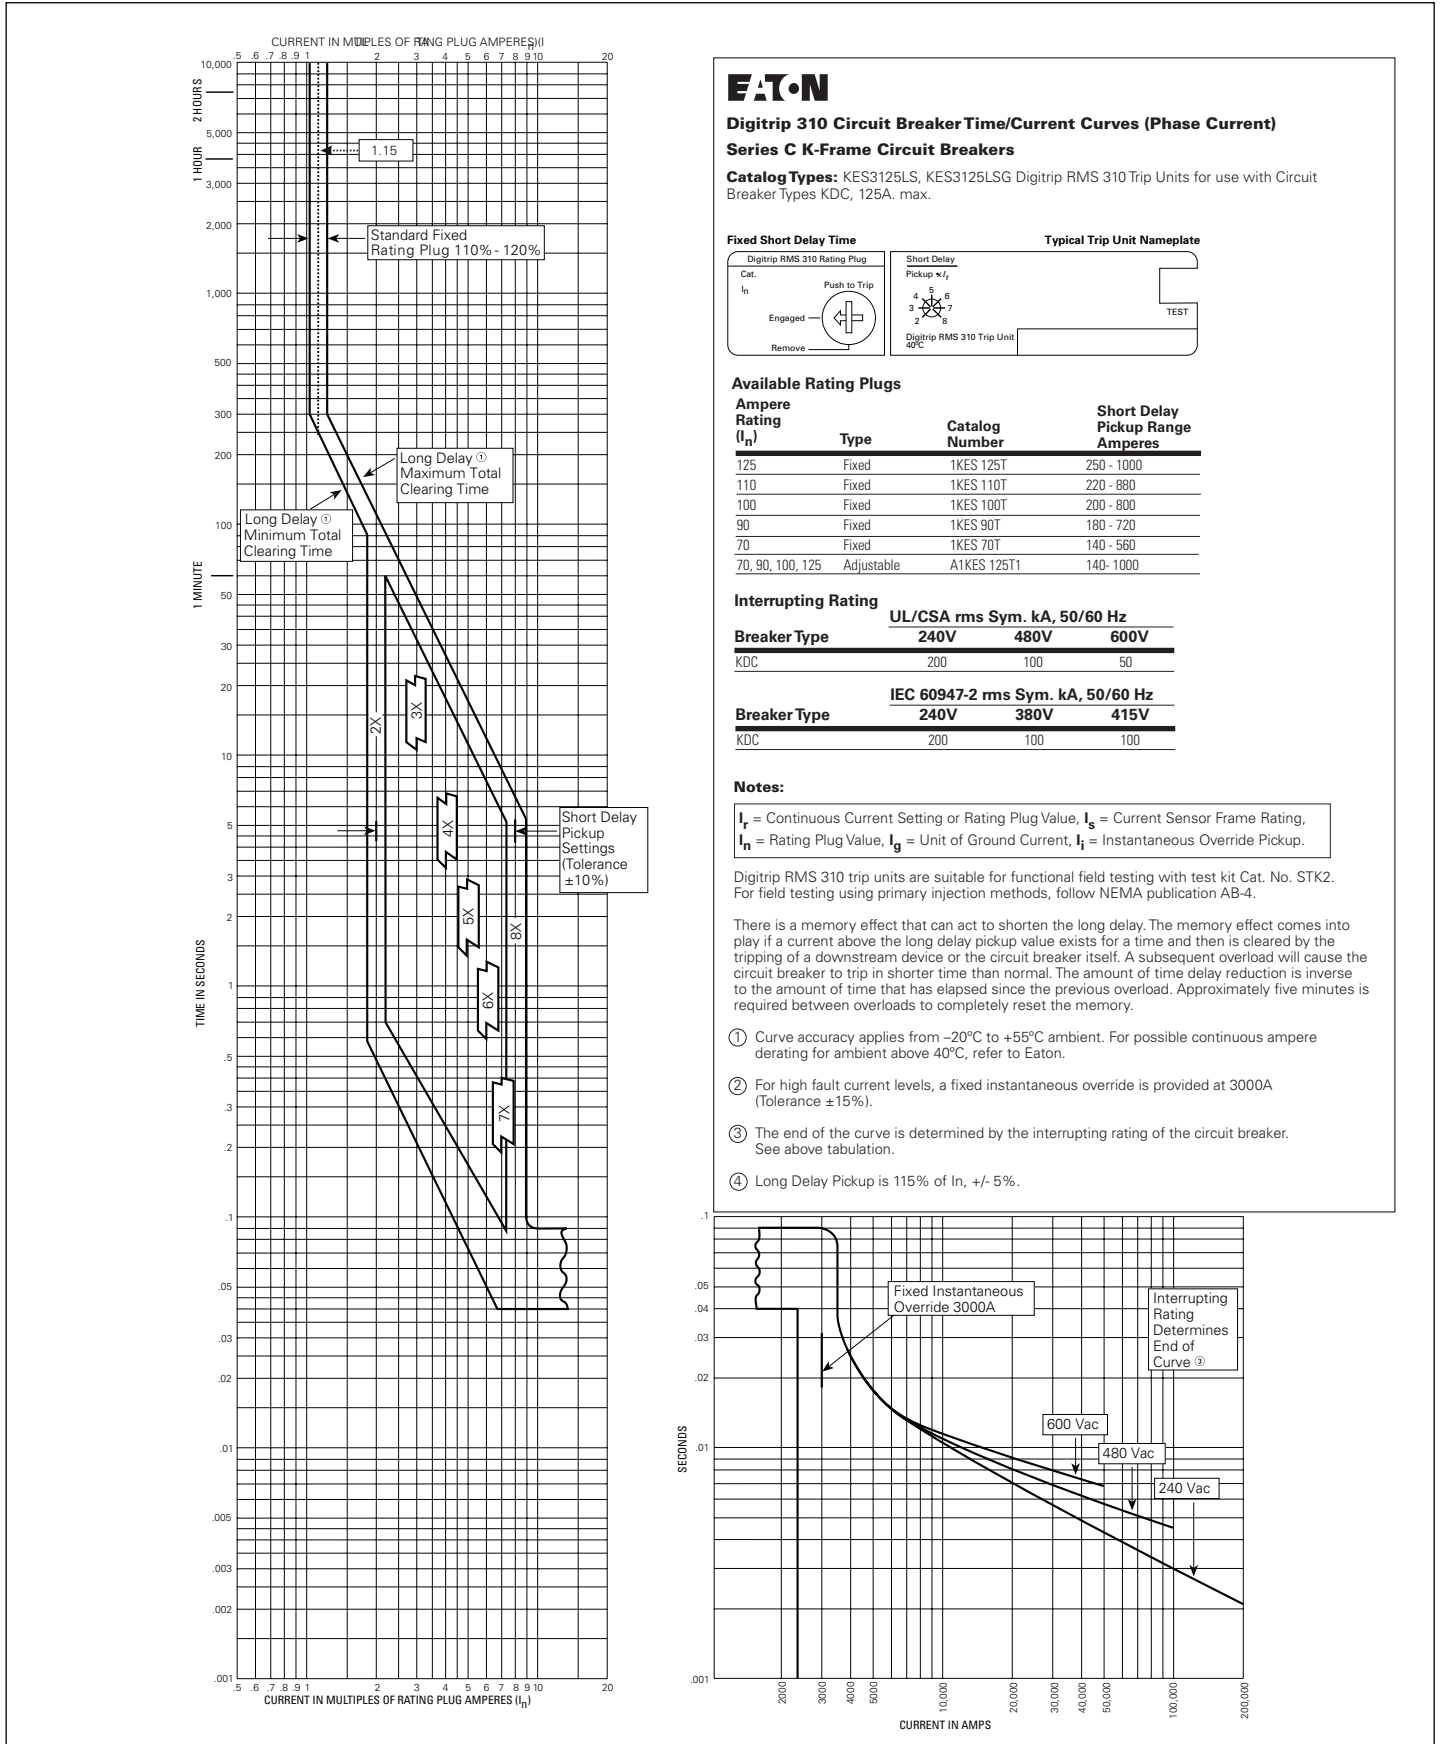 CURRENT IN MUTIPLES OF RATING PLUG AMPERES)(I
n
.5 .6 .7 .8 .9 1 2 3 4 5 6 7 8 9 10 20
10,000
2 HOURS
5,000
1 HOUR
3,000
2,000
1,000
500
300
200
100
1 MINUTE
50
30
20
10
5
3
2
TIME IN SECONDS
1
.5
.3
.2
.1
.05
.03
.02
.01
.005
.003
.002
.001
1.15
Standard Fixed
Rating Plug 110% - 120%
Long Delay ①
Maximum Total
Clearing Time
Long Delay ①
Minimum Total
Clearing Time
2X
3X
4X
5X
6X
7X
8X
Short Delay
Pickup
Settings
(Tolerance
±10%)
.5 .6 .7 .8 .9 1 2 3 4 5 6 7 8 9 10 20
CURRENT IN MULTIPLES OF RATING PLUG AMPERES (In)
EATON
Digitrip 310 Circuit Breaker Time/Current Curves (Phase Current)
Series C K-Frame Circuit Breakers
Catalog Types: KES3125LS, KES3125LSG Digitrip RMS 310 Trip Units for use with Circuit
Breaker Types KDC, 125A. max.
Fixed Short Delay Time Typical Trip Unit Nameplate
Digitrip RMS 310 Rating Plug
Cat.
In
Push to Trip
Engaged
Remove
Short Delay
Pickup x Ir
2 3 4 5 6 7 8
TEST
Digitrip RMS 310 Trip Unit
40°C
Available Rating Plugs
Ampere
Rating
(In) Type Catalog
Number Short Delay
Pickup Range
Amperes
125 Fixed 1KES 125T 250 - 1000
110 Fixed 1KES 110T 220 - 880
100 Fixed 1KES 100T 200 - 800
90 Fixed 1KES 90T 180 - 720
70 Fixed 1KES 70T 140 - 560
70, 90, 100, 125 Adjustable A1KES 125T1 140- 1000
Interrupting Rating
UL/CSA rms Sym. kA, 50/60 Hz
Breaker Type 240V 480V 600V
KDC 200 100 50
IEC 60947-2 rms Sym. kA, 50/60 Hz
Breaker Type 240V 380V 415V
KDC 200 100 100
Notes:
Ir = Continuous Current Setting or Rating Plug Value, Is = Current Sensor Frame Rating,
In = Rating Plug Value, Ig = Unit of Ground Current, Ii = Instantaneous Override Pickup.
Digitrip RMS 310 trip units are suitable for functional field testing with test kit Cat. No. STK2.
For field testing using primary injection methods, follow NEMA publication AB-4.
There is a memory effect that can act to shorten the long delay. The memory effect comes into
play if a current above the long delay pickup value exists for a time and then is cleared by the
tripping of a downstream device or the circuit breaker itself. A subsequent overload will cause the
circuit breaker to trip in shorter time than normal. The amount of time delay reduction is inverse
to the amount of time that has elapsed since the previous overload. Approximately five minutes is
required between overloads to completely reset the memory.
① Curve accuracy applies from –20°C to +55°C ambient. For possible continuous ampere
derating for ambient above 40°C, refer to Eaton.
② For high fault current levels, a fixed instantaneous override is provided at 3000A
(Tolerance ±15%).
③ The end of the curve is determined by the interrupting rating of the circuit breaker.
See above tabulation.
④ Long Delay Pickup is 115% of In, +/- 5%.
.1
.05
.04
.03
.02
.01
.001
SECONDS
Fixed Instantaneous
Override 3000A
Interrupting
Rating
Determines
End of
Curve ③
600 Vac
480 Vac
240 Vac
2000 3000 4000 5000 10,000 20,000 30,000 40,000 50,000 100,000 200,000
CURRENT IN AMPS